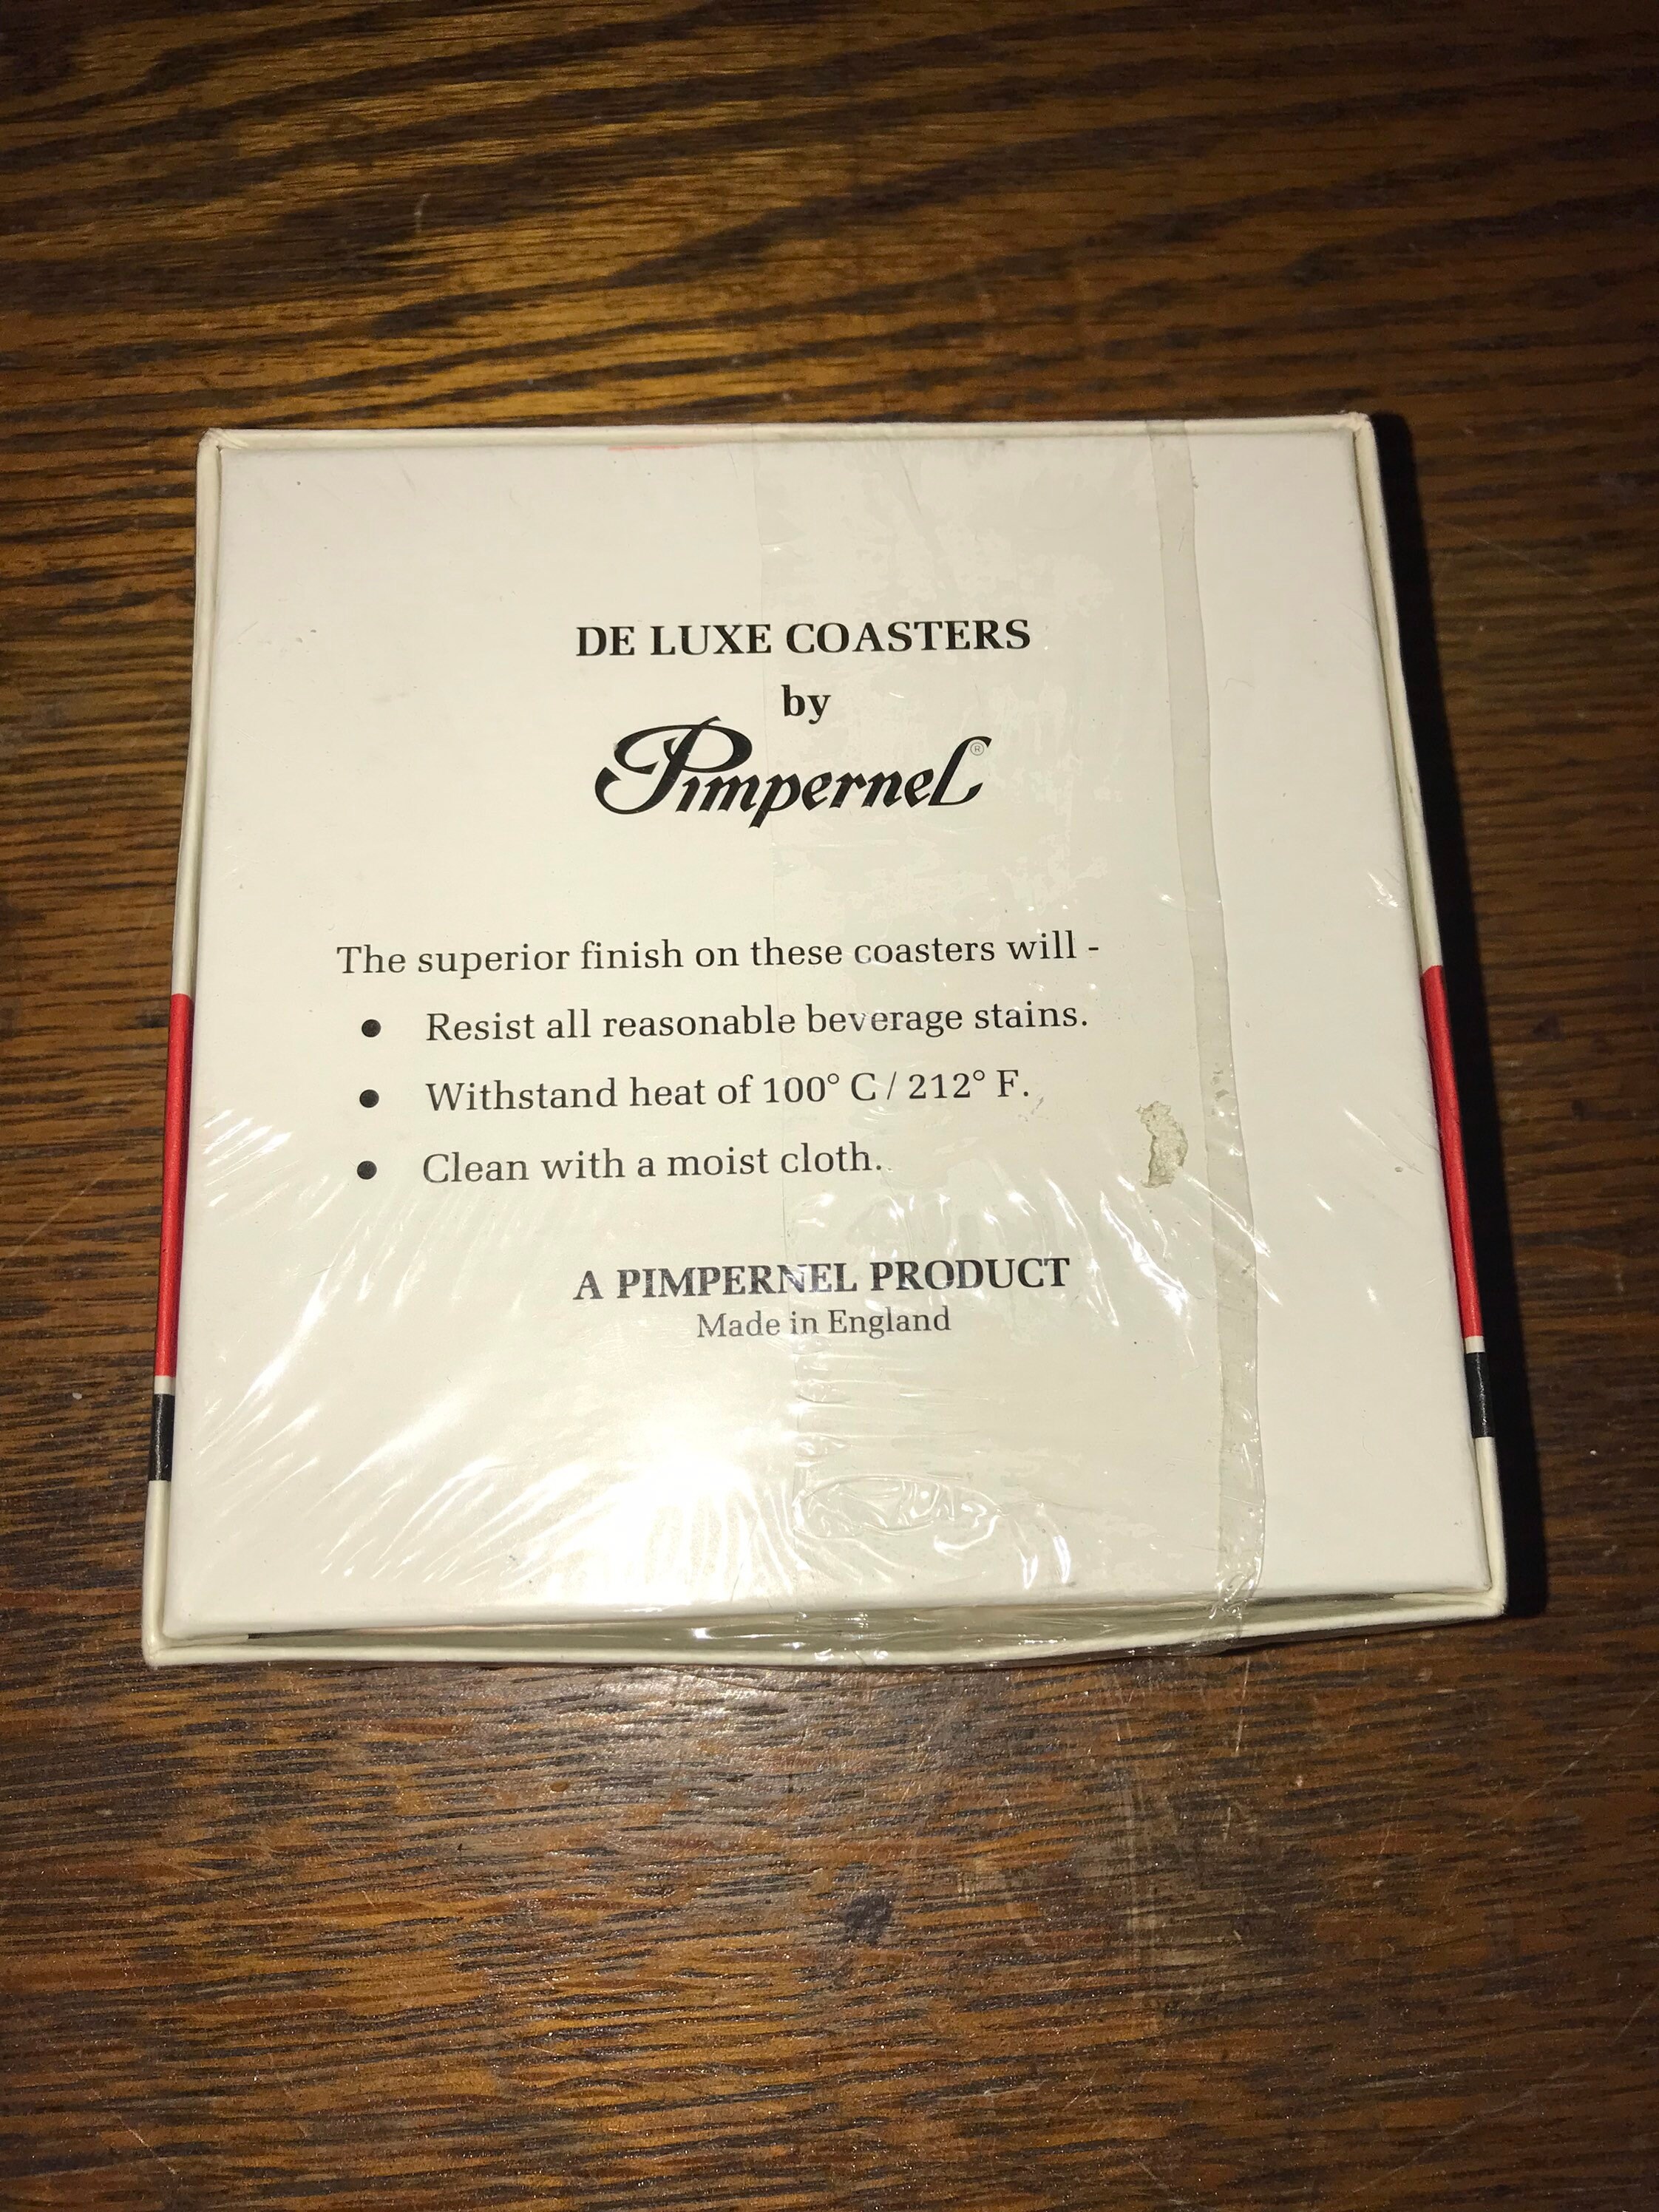 DE LUXE COASTERS
by
Pimpernel®
The superior finish on these coasters will -
● Resist all reasonable beverage stains.
● Withstand heat of 100° C / 212° F.
● Clean with a moist cloth.
A PIMPERNEL PRODUCT
Made in England